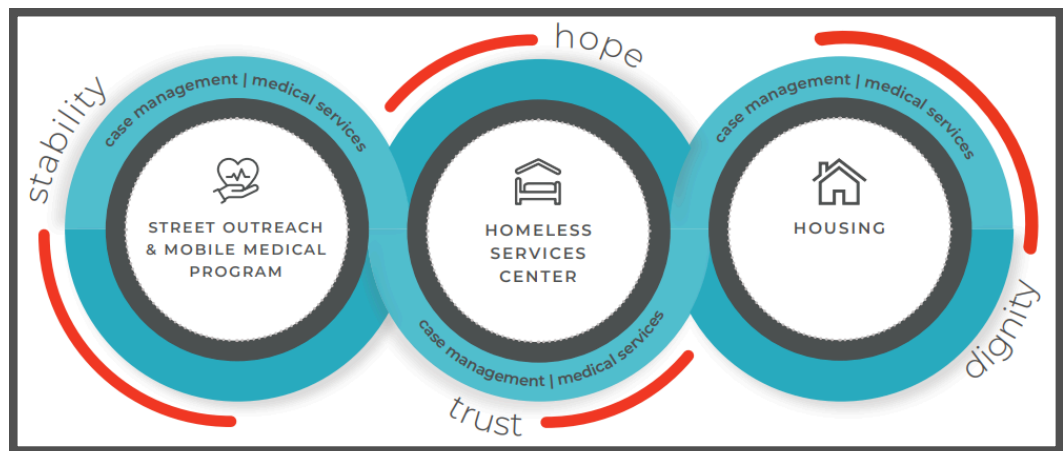 stability
case management | medical services
STREET OUTREACH
& MOBILE MEDICAL
PROGRAM
hope
HOMELESS
SERVICES
CENTER
case management | medical services
trust
case management | medical services
HOUSING
dignity